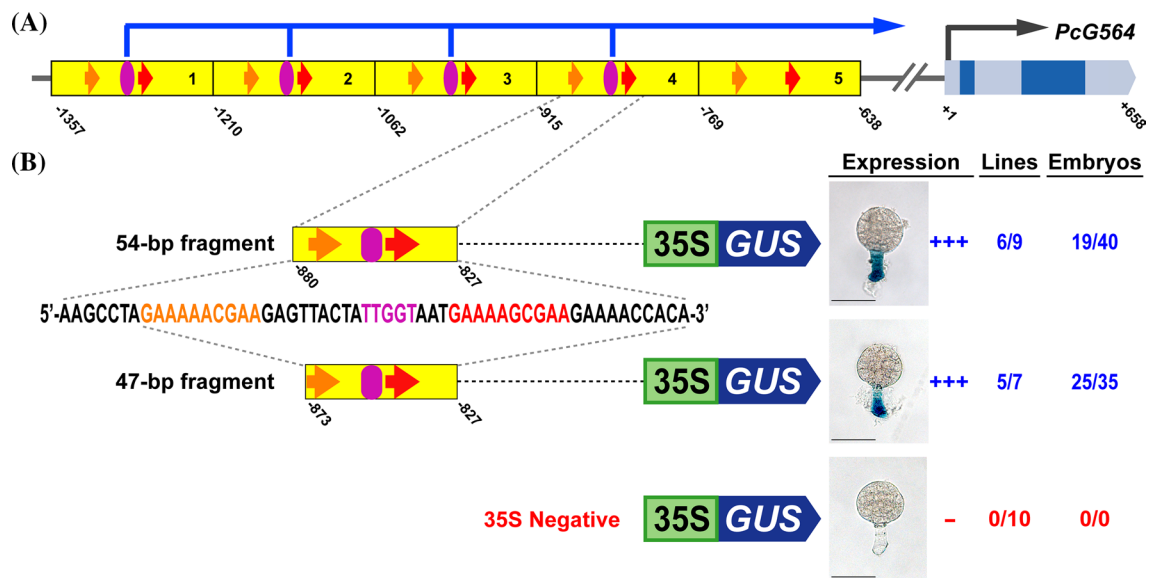 (A)
PcG564
1 2 3 4 5
-1357 -1210 -1062 -915 -769 -638 +1 +658
(B)
Expression Lines Embryos
54-bp fragment 35S GUS +++ 6/9 19/40
-880 -827
5'-AAGCCTAGAAAAACGAAGAGTTACTATTGGTAATGAAAAGCGAAGAAAACCACA-3'
47-bp fragment 35S GUS +++ 5/7 25/35
-873 -827
35S Negative 35S GUS – 0/10 0/0